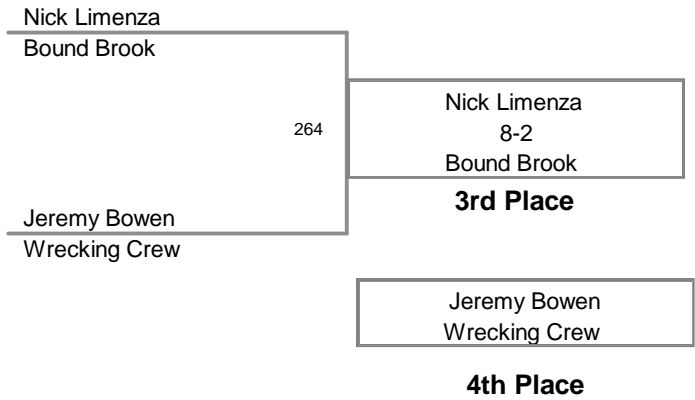 Nick Limenza
Bound Brook
264
Nick Limenza
8-2
Bound Brook
3rd Place
Jeremy Bowen
Wrecking Crew
Jeremy Bowen
Wrecking Crew
4th Place